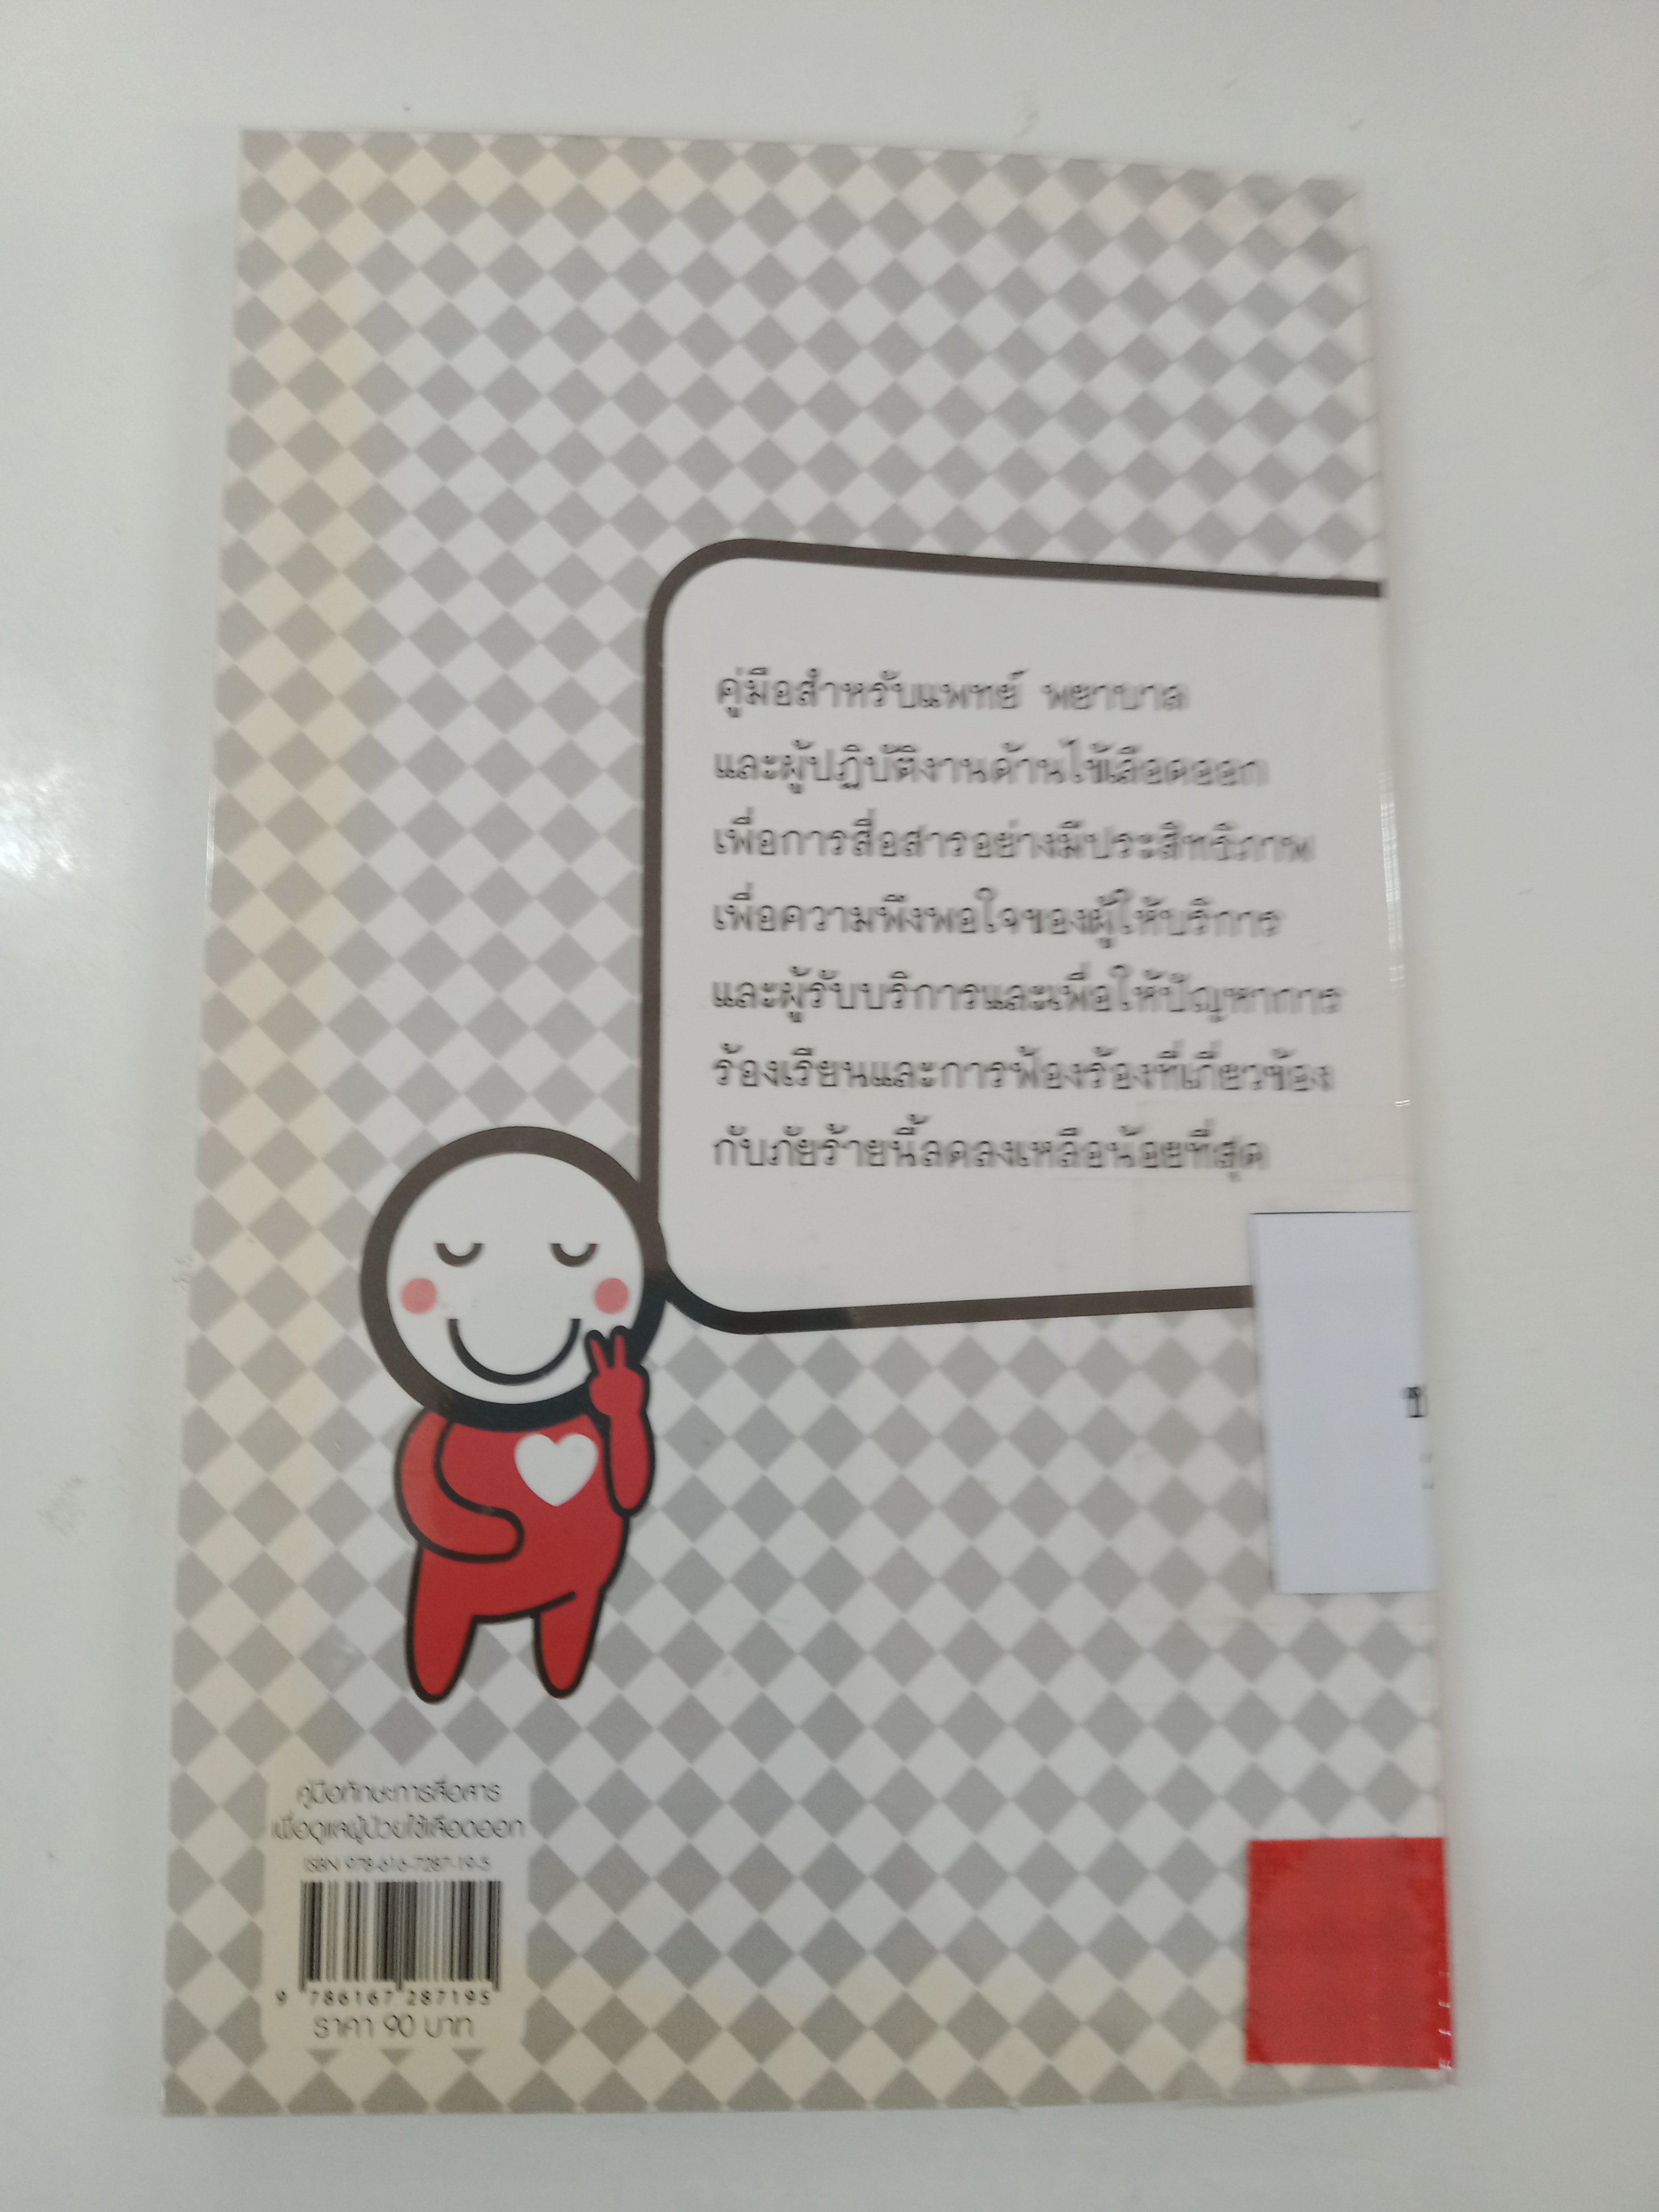 คู่มือสำหรับแพทย์ พยาบาล
และผู้ปฏิบัติงานด้านไข้เลือดออก
เพื่อการสื่อสารอย่างมีประสิทธิภาพ
เพื่อความพึงพอใจของผู้ให้บริการ
และผู้รับบริการและเพื่อให้ปัญหาการ
ร้องเรียนและการฟ้องร้องที่เกี่ยวข้อง
กับภัยร้ายนี้ลดลงเหลือน้อยที่สุด
คู่มือทักษะการสื่อสาร
เพื่อดูแลผู้ป่วยไข้เลือดออก
ISBN 978-616-7287-19-5
9 786167 287195
ราคา 90 บาท